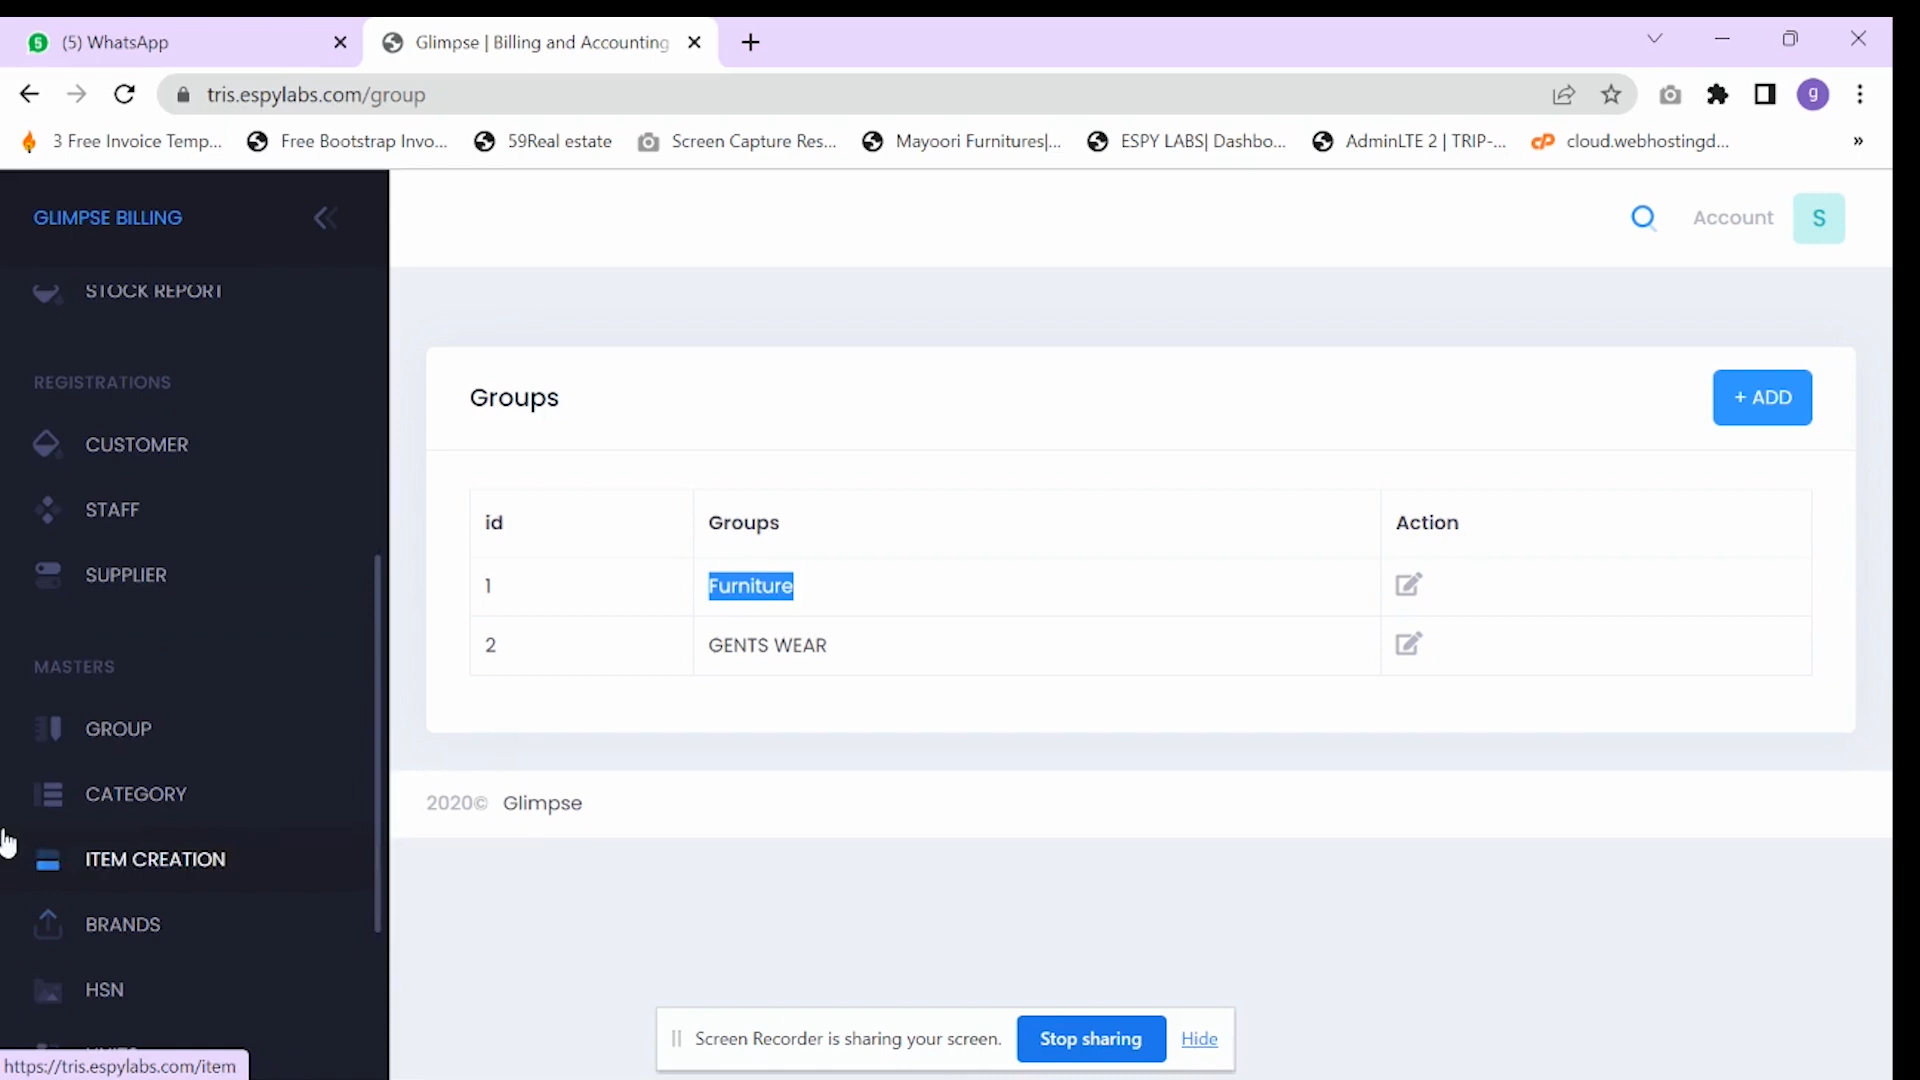 (5) WhatsApp
Glimpse | Billing and Accounting
tris.espylabs.com/group
g
3 Free Invoice Temp...
Free Bootstrap Invo...
59Real estate
Screen Capture Res...
Mayoori Furnitures|...
ESPY LABS| Dashbo...
AdminLTE 2 | TRIP-...
cP
cloud.webhostingd...
»
GLIMPSE BILLING
Account
S
STOCK REPORT
REGISTRATIONS
CUSTOMER
STAFF
SUPPLIER
MASTERS
GROUP
CATEGORY
ITEM CREATION
BRANDS
HSN
Groups
+ ADD
id Groups Action
1 Furniture
2 GENTS WEAR
2020© Glimpse
Screen Recorder is sharing your screen.
Stop sharing
Hide
https://tris.espylabs.com/item